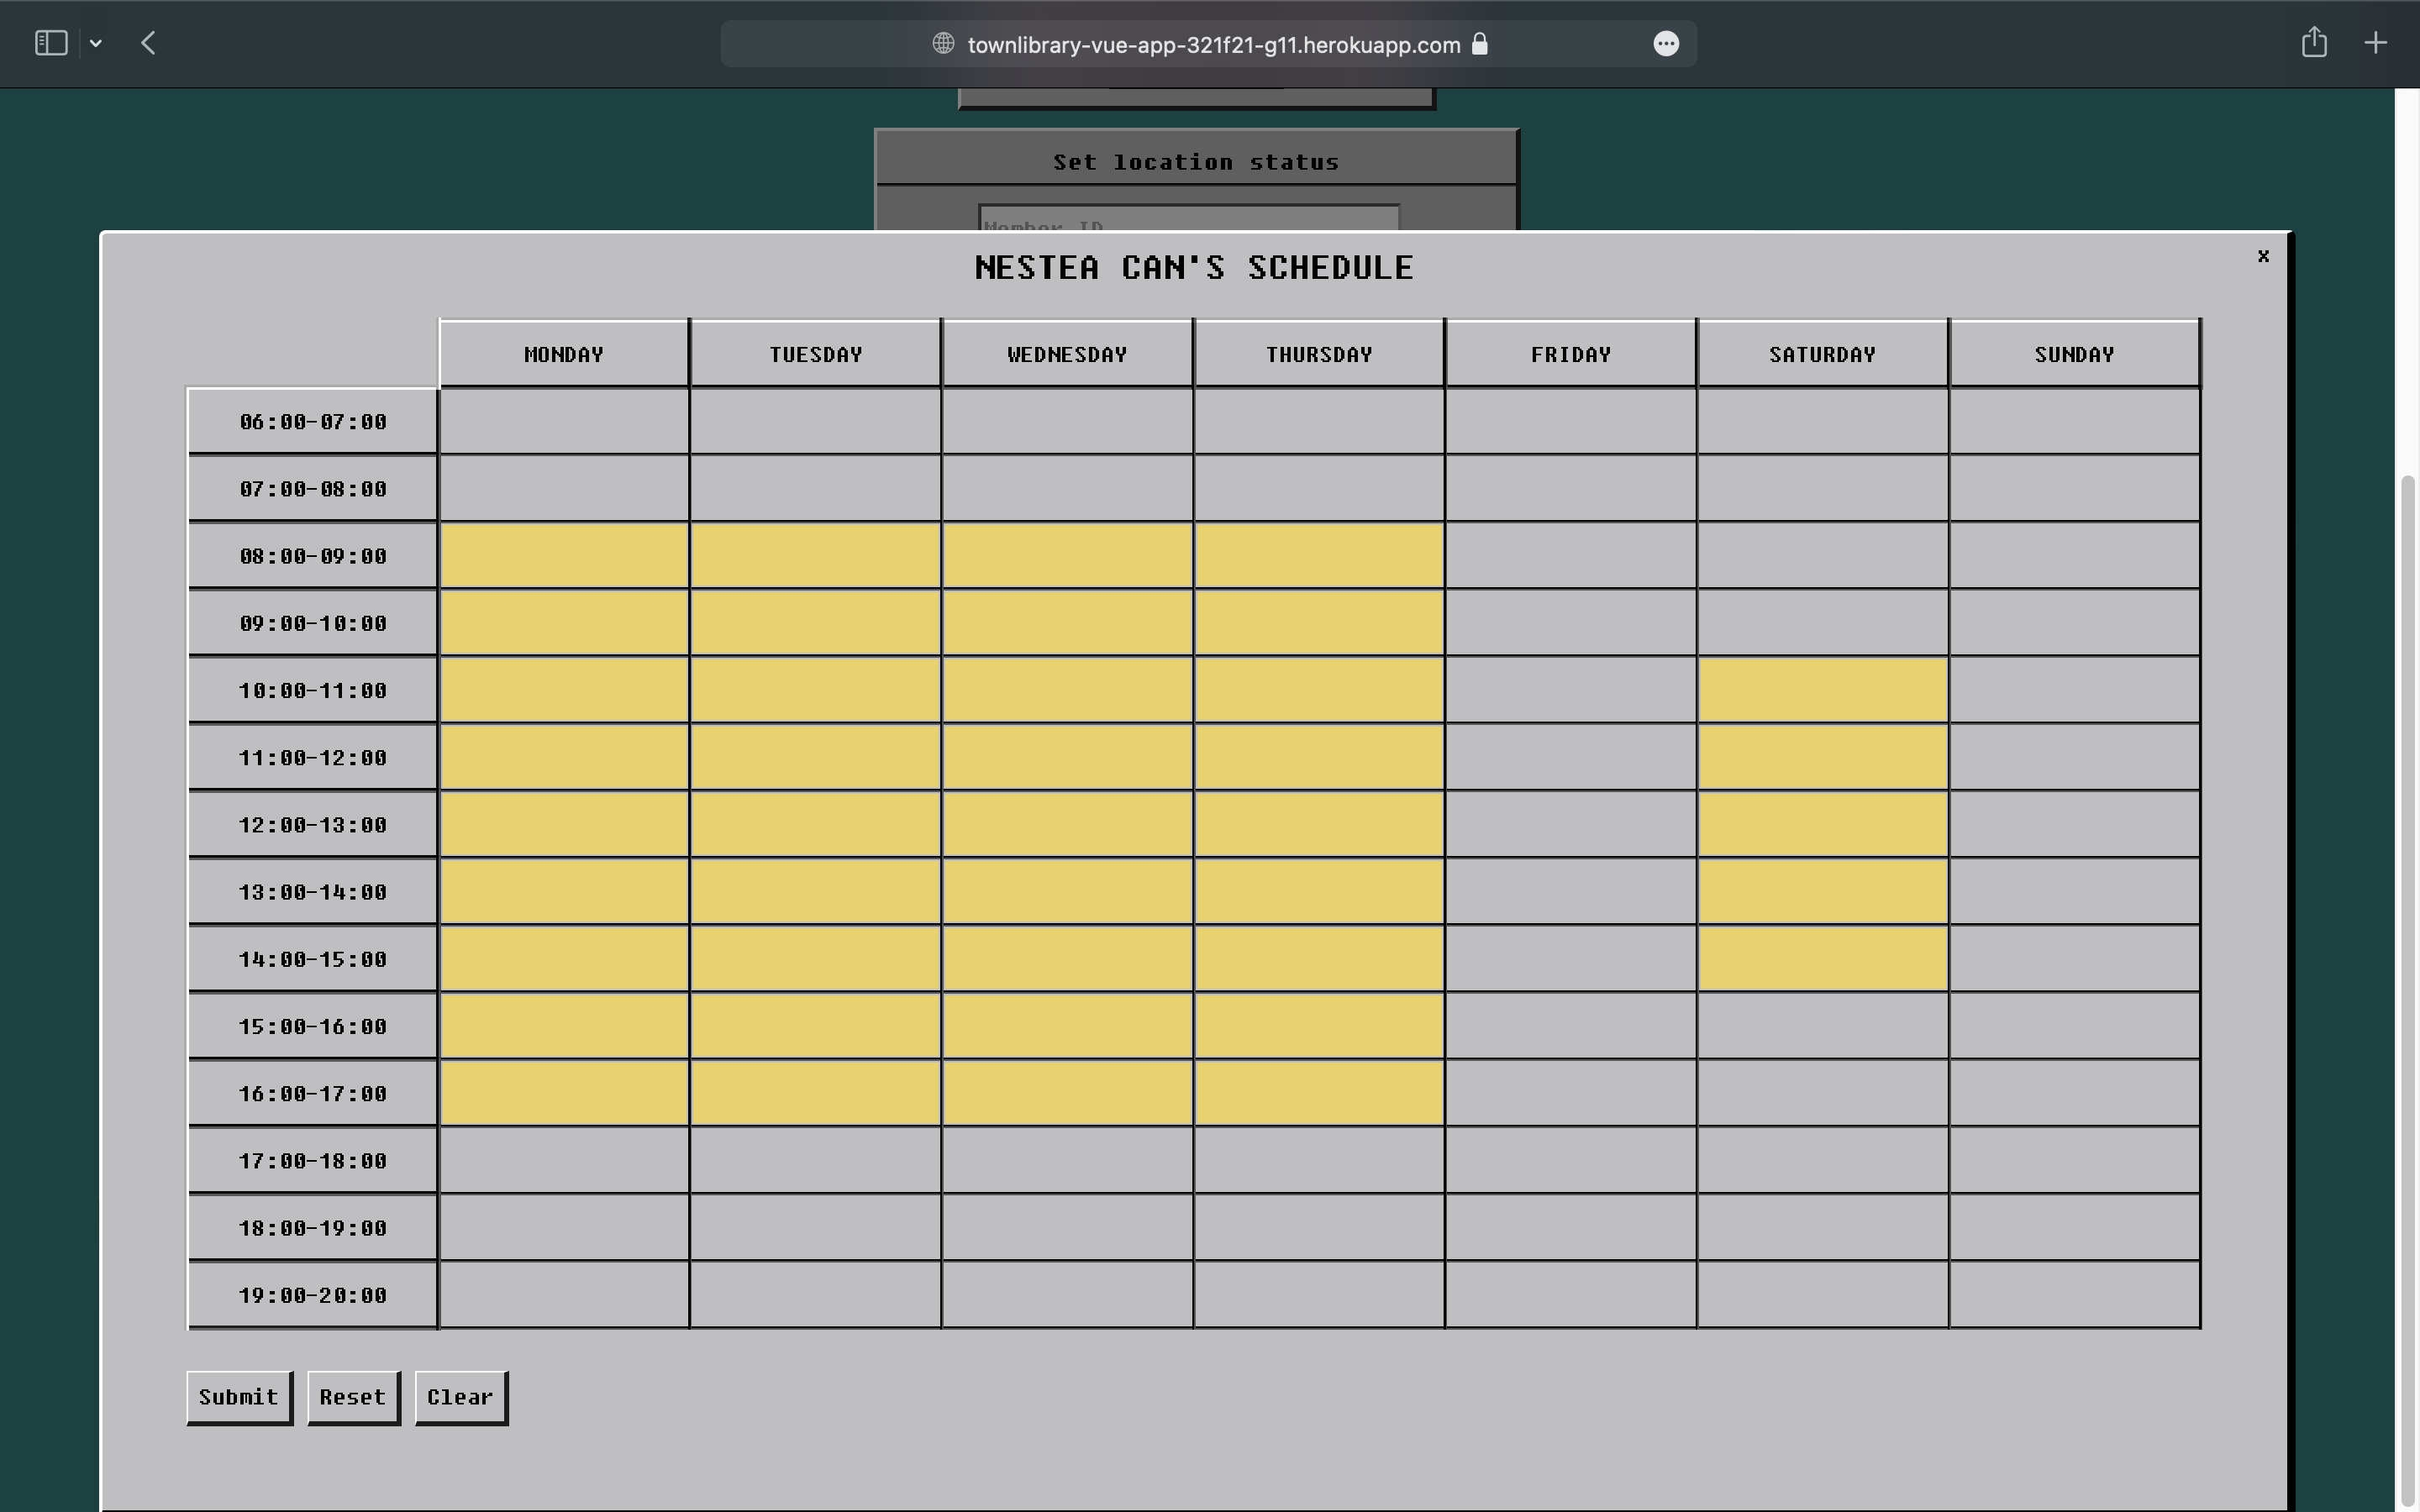 townlibrary-vue-app-321f21-g11.herokuapp.com
Set location status
Member ID
NESTEA CAN'S SCHEDULE
x
MONDAY TUESDAY WEDNESDAY THURSDAY FRIDAY SATURDAY SUNDAY
06:00-07:00
07:00-08:00
08:00-09:00
09:00-10:00
10:00-11:00
11:00-12:00
12:00-13:00
13:00-14:00
14:00-15:00
15:00-16:00
16:00-17:00
17:00-18:00
18:00-19:00
19:00-20:00
Submit Reset Clear